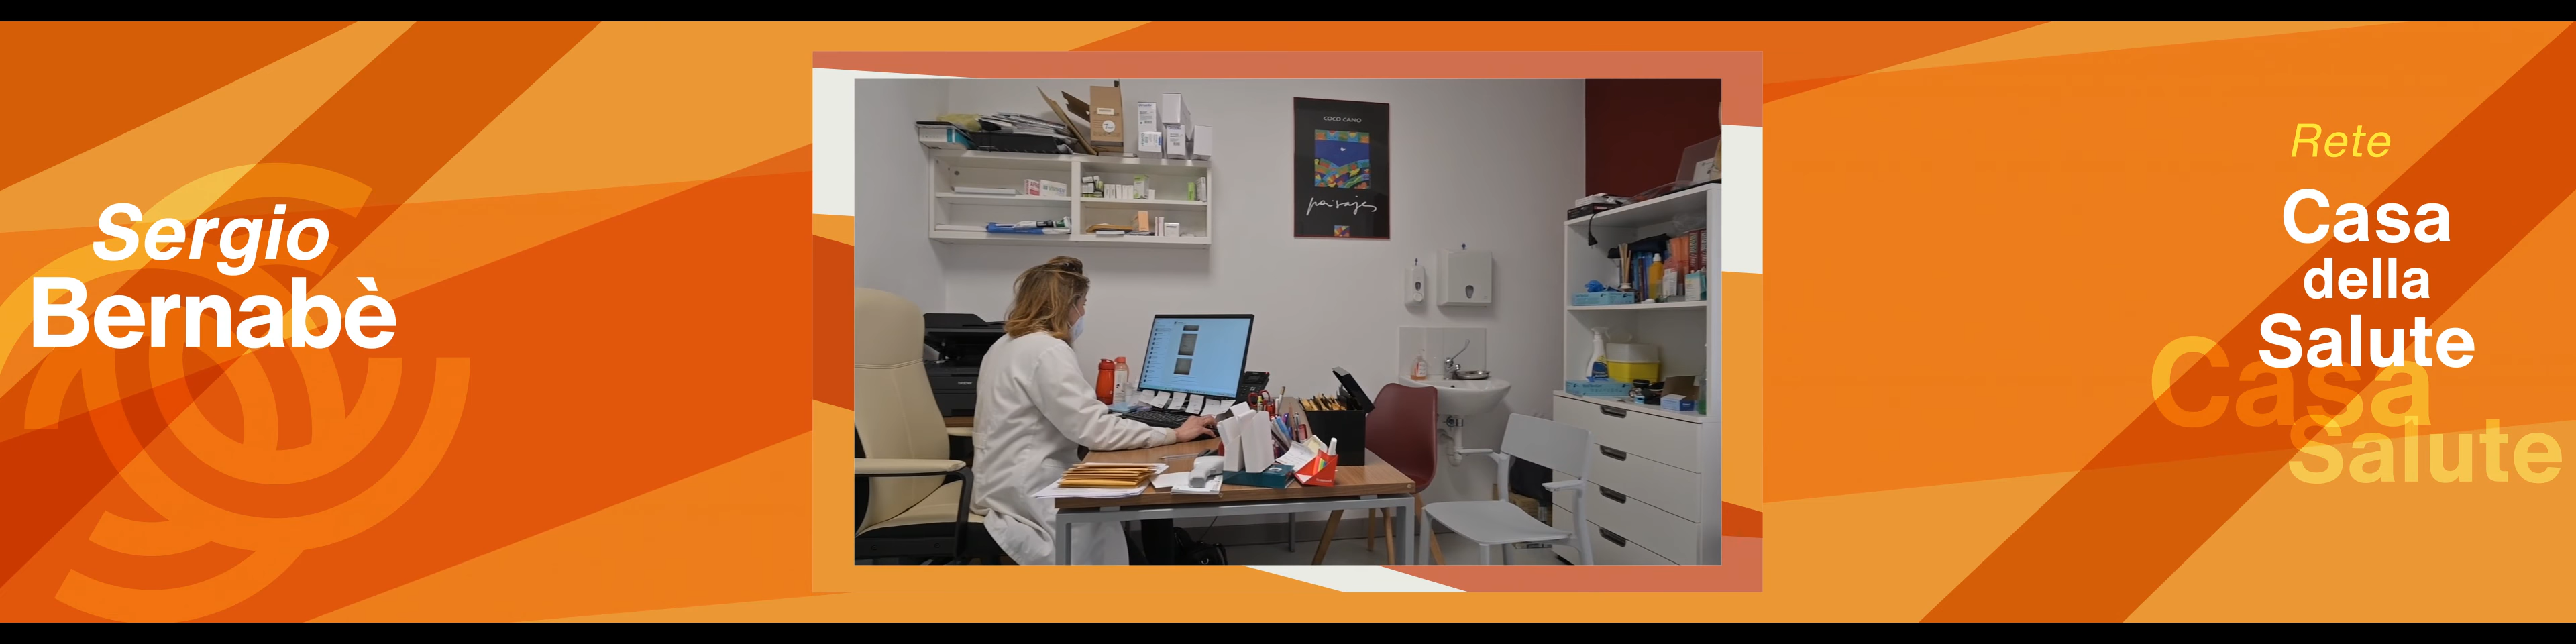 Sergio
Bernabè
COCO CANO
paisajes
Rete
Casa
della
Salute
Casa
Salute